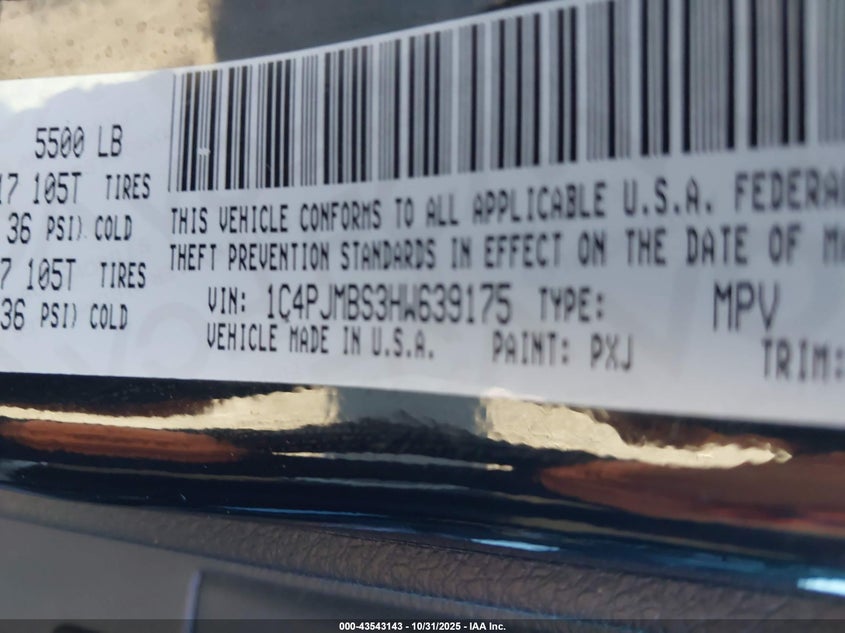 5500 LB
17 105T TIRES
36 PSI) COLD
7 105T TIRES
36 PSI) COLD
THIS VEHICLE CONFORMS TO ALL APPLICABLE U.S.A. FEDERA
THEFT PREVENTION STANDARDS IN EFFECT ON THE DATE OF M
VIN: 1C4PJMBS3HW639175 TYPE: MPV
VEHICLE MADE IN U.S.A. PAINT: PXJ TRIM:
000-43543143 - 10/31/2025 - IAA Inc.